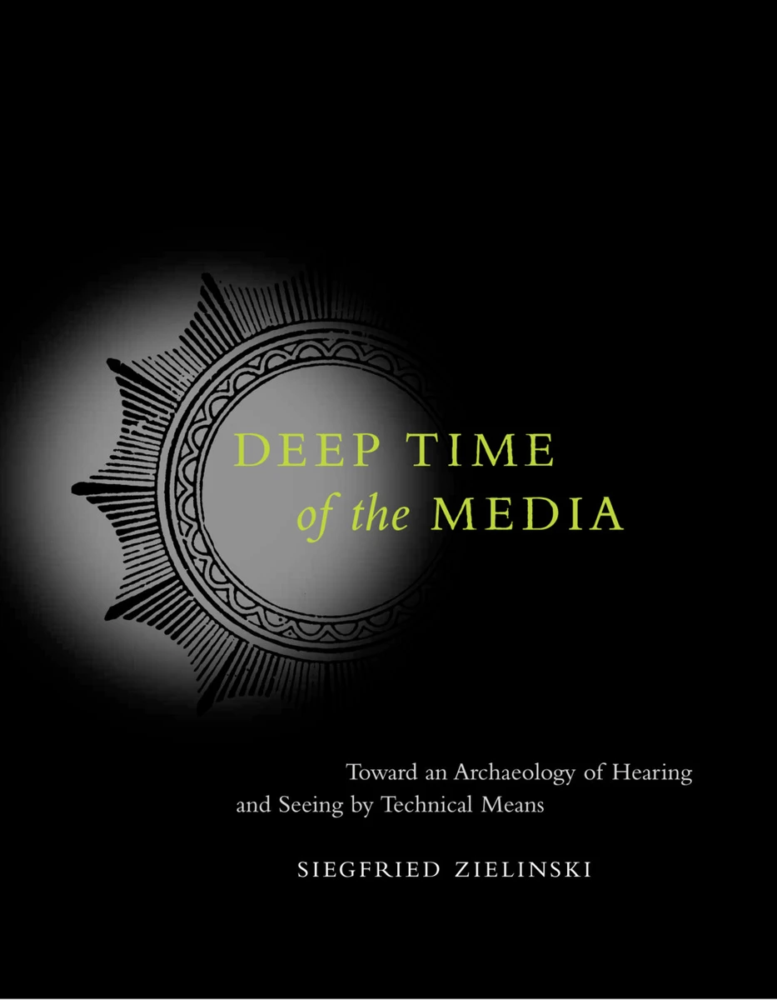 DEEP TIME
of the MEDIA
Toward an Archaeology of Hearing
and Seeing by Technical Means
SIEGFRIED ZIELINSKI